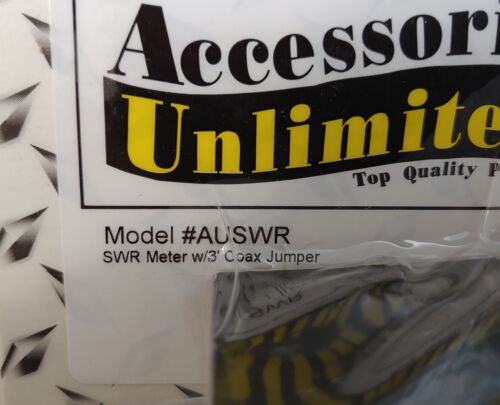 Accessori
Unlimite
Top Quality P
Model #AUSWR
SWR Meter w/3' Coax Jumper